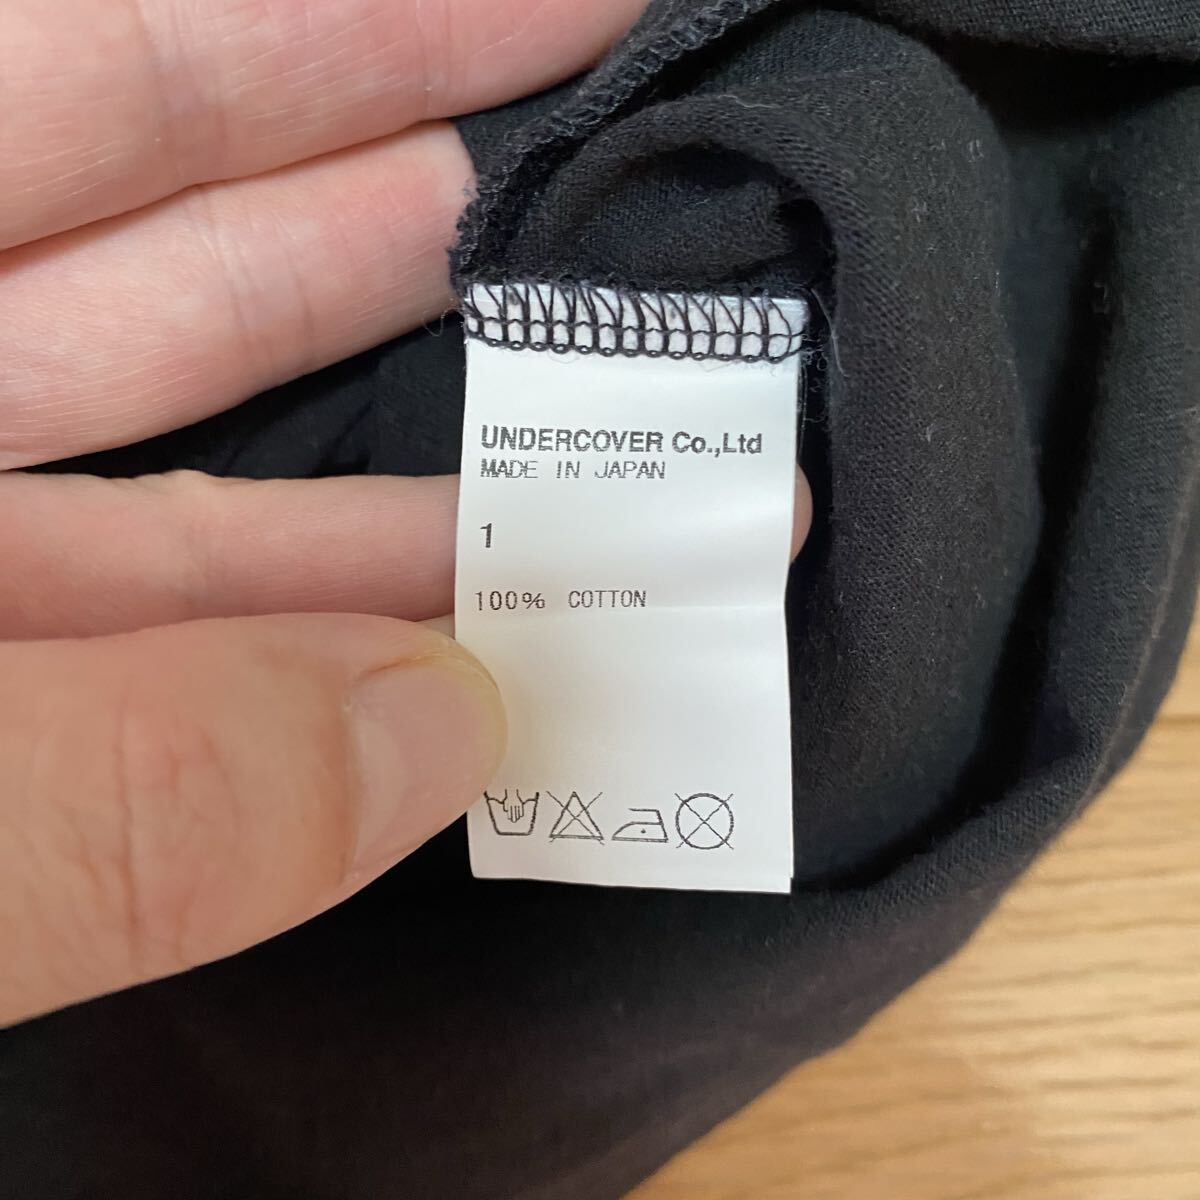 UNDERCOVER Co.,Ltd
MADE IN JAPAN
1
100% COTTON